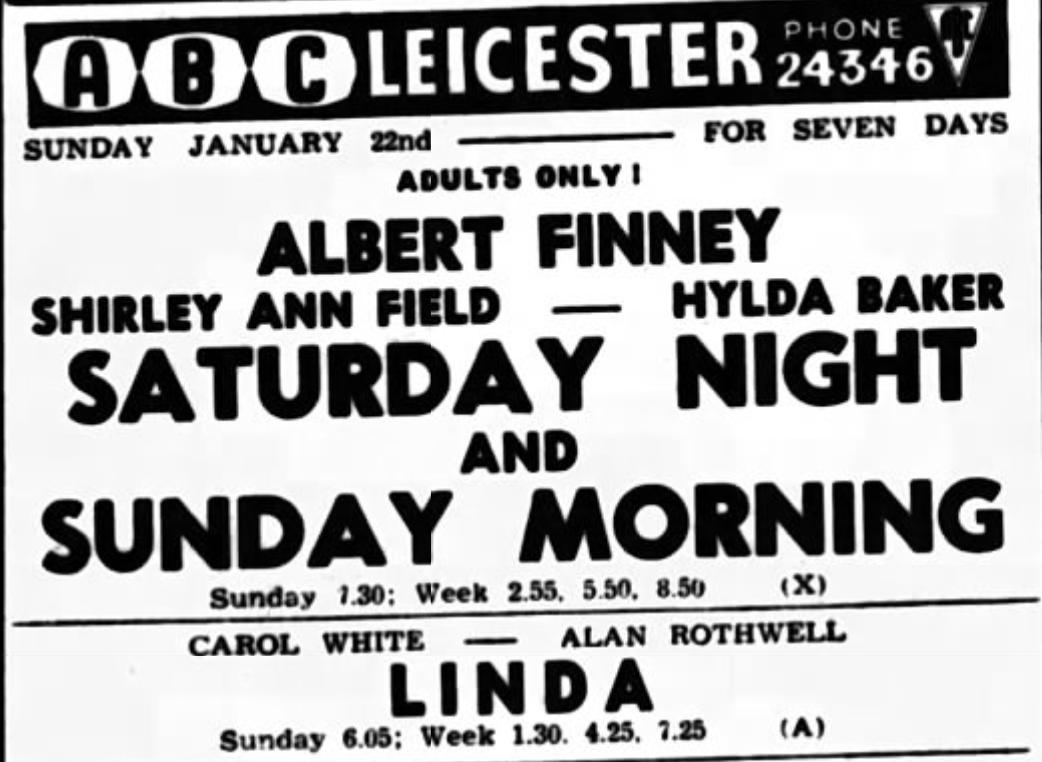 ABC LEICESTER PHONE 24346
SUNDAY JANUARY 22nd — FOR SEVEN DAYS
ADULTS ONLY!
ALBERT FINNEY
SHIRLEY ANN FIELD — HYLDA BAKER
SATURDAY NIGHT
AND
SUNDAY MORNING
Sunday 7.30; Week 2.55, 5.50, 8.50 (X)
CAROL WHITE — ALAN ROTHWELL
LINDA
Sunday 6.05; Week 1.30. 4.25, 7.25 (A)